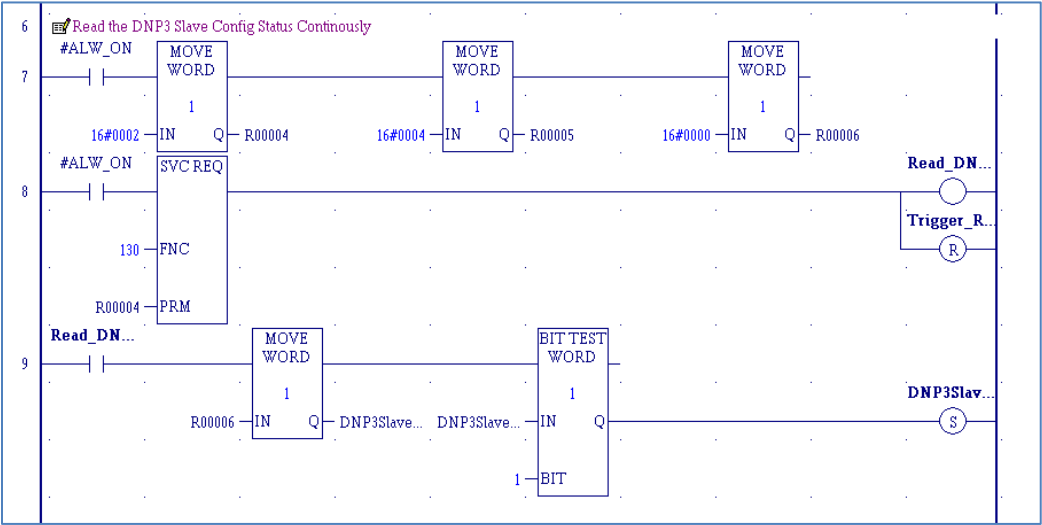 6 Read the DNP3 Slave Config Status Continously
#ALW_ON MOVE WORD MOVE WORD MOVE WORD
7
1 1 1
16#0002 IN Q R00004 16#0004 IN Q R00005 16#0000 IN Q R00006
#ALW_ON SVC REQ Read_DN...
8
Trigger_R...
130 FNC R
R00004 PRM
Read_DN... MOVE WORD BIT TEST WORD
9
1 1
DNP3Slav...
R00006 IN Q DNP3Slave... DNP3Slave... IN Q S
1 BIT